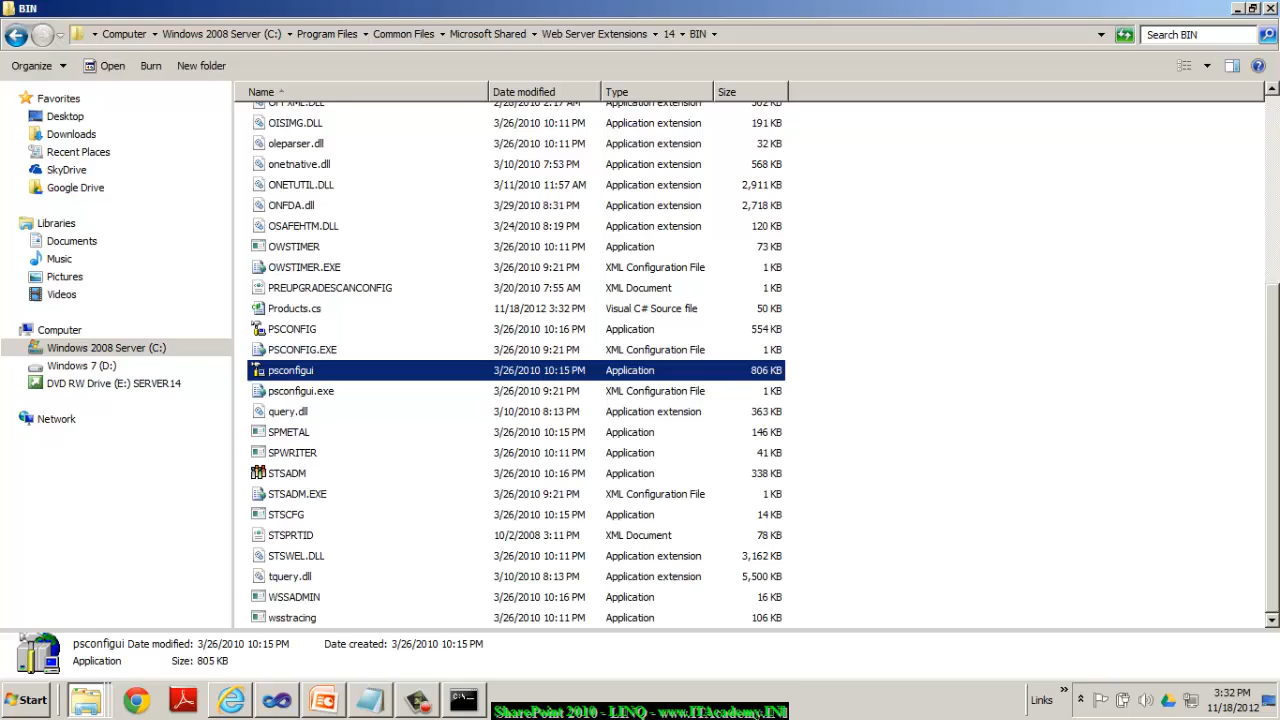 BIN
Computer Windows 2008 Server (C:) Program Files Common Files Microsoft Shared Web Server Extensions 14 BIN Search BIN
Organize Open Burn New folder
Name Date modified Type Size
Favorites
Desktop
Downloads
Recent Places
SkyDrive
Google Drive
Libraries
Documents
Music
Pictures
Videos
Computer
Windows 2008 Server (C:)
Windows 7 (D:)
DVD RW Drive (E:) SERVER14
Network
OISIMG.DLL 3/26/2010 10:11 PM Application extension 191 KB
oleparser.dll 3/26/2010 10:11 PM Application extension 32 KB
onetnative.dll 3/10/2010 7:53 PM Application extension 568 KB
ONETUTIL.DLL 3/11/2010 11:57 AM Application extension 2,911 KB
ONFDA.dll 3/29/2010 8:31 PM Application extension 2,718 KB
OSAFEHTM.DLL 3/24/2010 8:19 PM Application extension 120 KB
OWSTIMER 3/26/2010 10:11 PM Application 73 KB
OWSTIMER.EXE 3/26/2010 9:21 PM XML Configuration File 1 KB
PREUPGRADESCANCONFIG 3/20/2010 7:55 AM XML Document 1 KB
Products.cs 11/18/2012 3:32 PM Visual C# Source file 50 KB
PSCONFIG 3/26/2010 10:16 PM Application 554 KB
PSCONFIG.EXE 3/26/2010 9:21 PM XML Configuration File 1 KB
psconfigui 3/26/2010 10:15 PM Application 806 KB
psconfigui.exe 3/26/2010 9:21 PM XML Configuration File 1 KB
query.dll 3/10/2010 8:13 PM Application extension 363 KB
SPMETAL 3/26/2010 10:15 PM Application 146 KB
SPWRITER 3/26/2010 10:11 PM Application 41 KB
STSADM 3/26/2010 10:16 PM Application 338 KB
STSADM.EXE 3/26/2010 9:21 PM XML Configuration File 1 KB
STSCFG 3/26/2010 10:15 PM Application 14 KB
STSPRTID 10/2/2008 3:11 PM XML Document 78 KB
STSWEL.DLL 3/26/2010 10:11 PM Application extension 3,162 KB
tquery.dll 3/10/2010 8:13 PM Application extension 5,500 KB
WSSADMIN 3/26/2010 10:16 PM Application 16 KB
wsstracing 3/26/2010 10:11 PM Application 106 KB
psconfigui Date modified: 3/26/2010 10:15 PM Date created: 3/26/2010 10:15 PM
Application Size: 805 KB
Start Links 3:32 PM
11/18/2012
SharePoint 2010 - LINQ - www.ITAcademy.INF